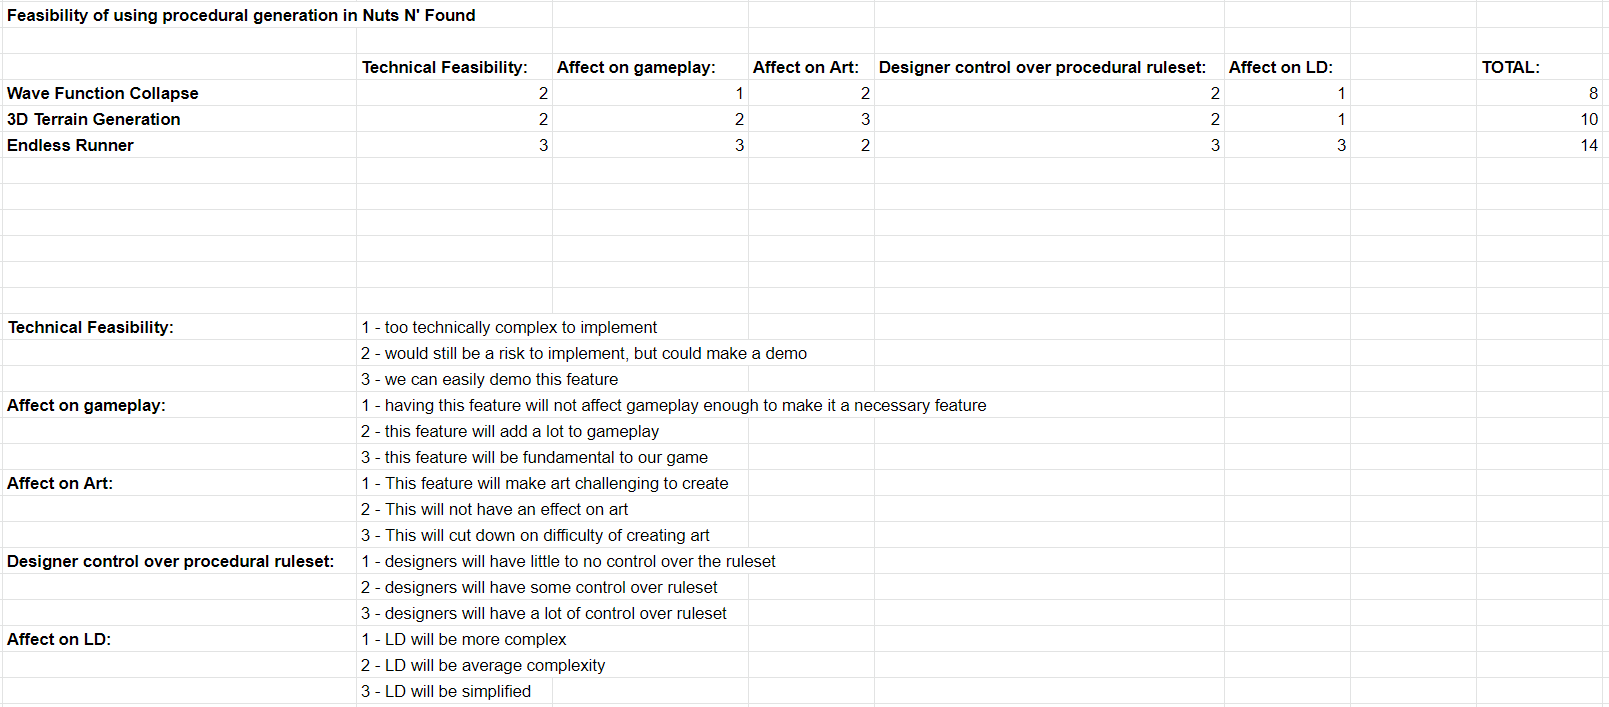 Feasibility of using procedural generation in Nuts N' Found
Technical Feasibility: Affect on gameplay: Affect on Art: Designer control over procedural ruleset: Affect on LD: TOTAL:
Wave Function Collapse 2 1 2 2 1 8
3D Terrain Generation 2 2 3 2 1 10
Endless Runner 3 3 2 3 3 14
Technical Feasibility: 1 - too technically complex to implement
2 - would still be a risk to implement, but could make a demo
3 - we can easily demo this feature
Affect on gameplay: 1 - having this feature will not affect gameplay enough to make it a necessary feature
2 - this feature will add a lot to gameplay
3 - this feature will be fundamental to our game
Affect on Art: 1 - This feature will make art challenging to create
2 - This will not have an effect on art
3 - This will cut down on difficulty of creating art
Designer control over procedural ruleset: 1 - designers will have little to no control over the ruleset
2 - designers will have some control over ruleset
3 - designers will have a lot of control over ruleset
Affect on LD: 1 - LD will be more complex
2 - LD will be average complexity
3 - LD will be simplified